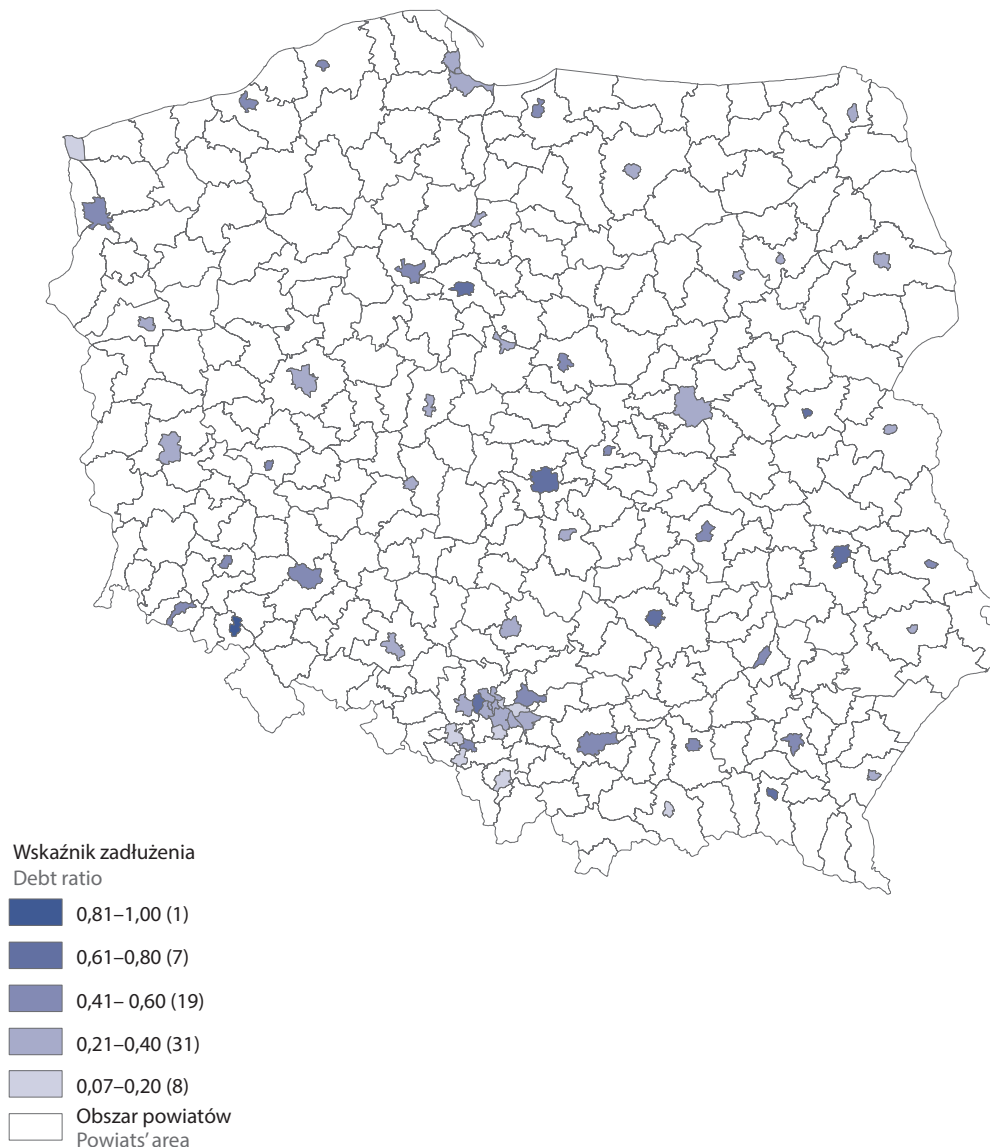 Wskaźnik zadłużenia
Debt ratio
0,81–1,00 (1)
0,61–0,80 (7)
0,41– 0,60 (19)
0,21–0,40 (31)
0,07–0,20 (8)
Obszar powiatów
Powiats’ area